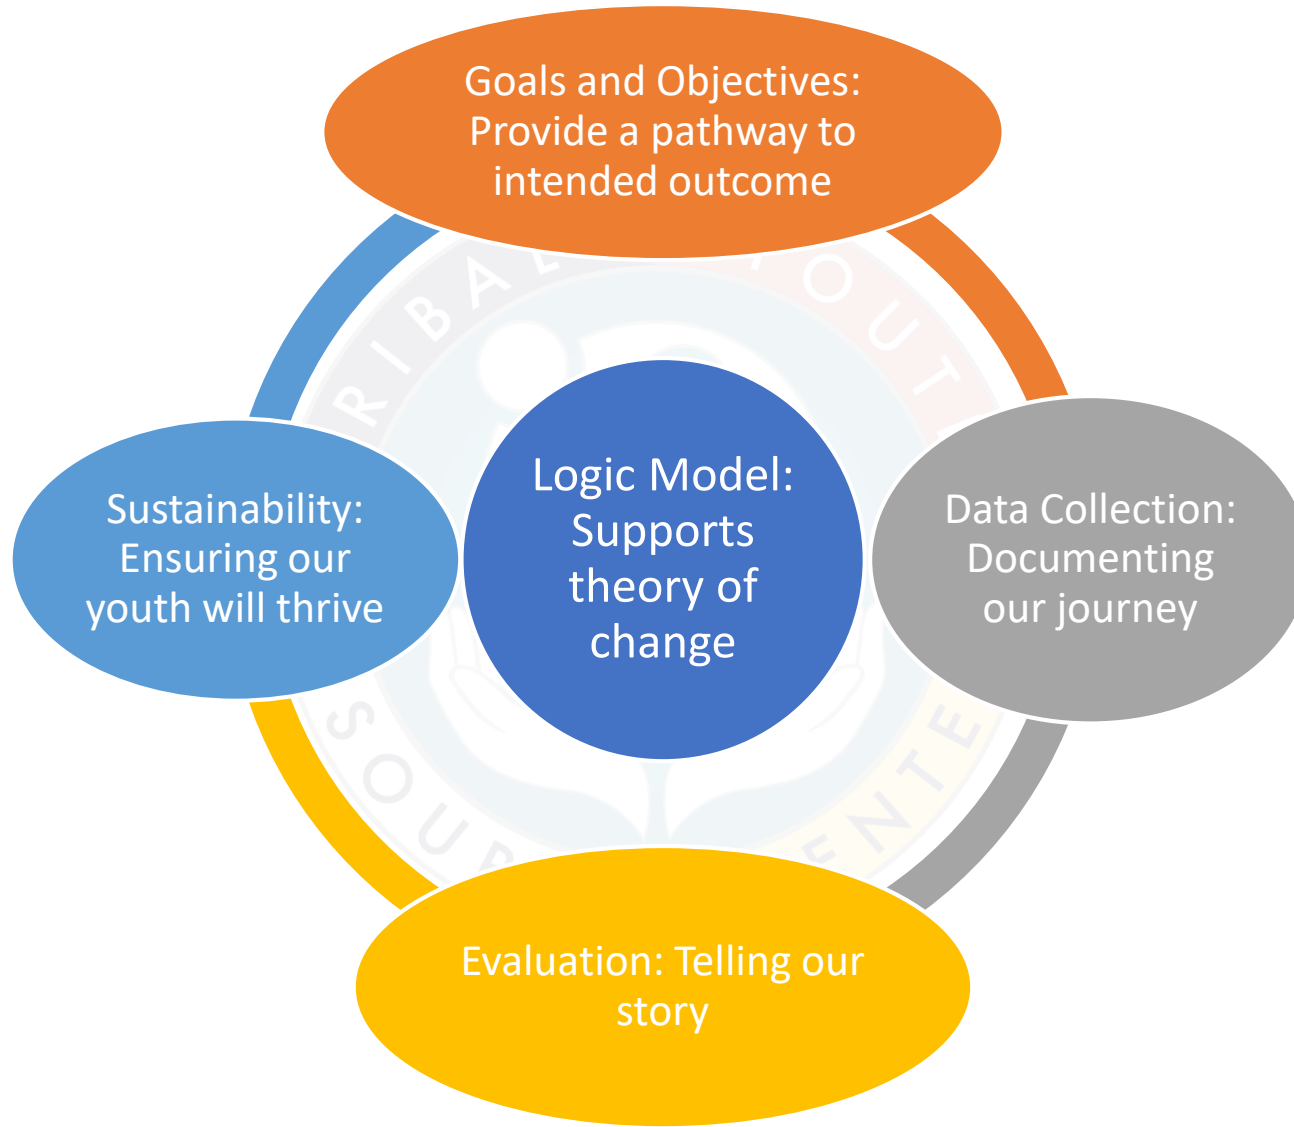 Goals and Objectives:
Provide a pathway to
intended outcome
Logic Model:
Supports
theory of
change
Sustainability:
Ensuring our
youth will thrive
Data Collection:
Documenting
our journey
Evaluation: Telling our
story